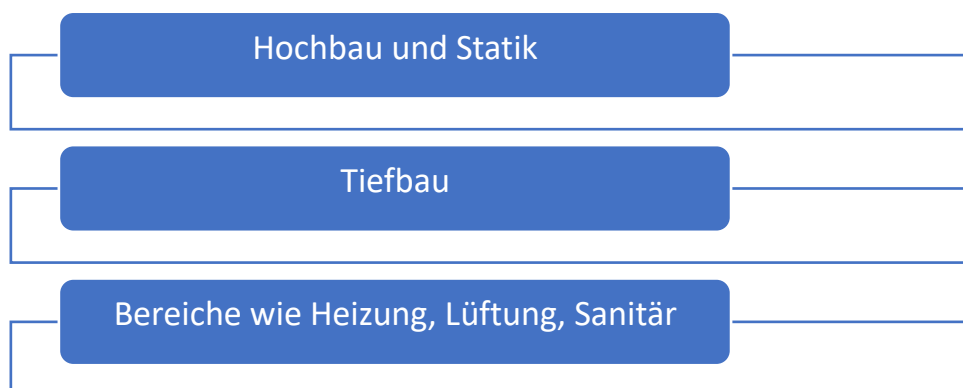 Hochbau und Statik
Tiefbau
Bereiche wie Heizung, Lüftung, Sanitär